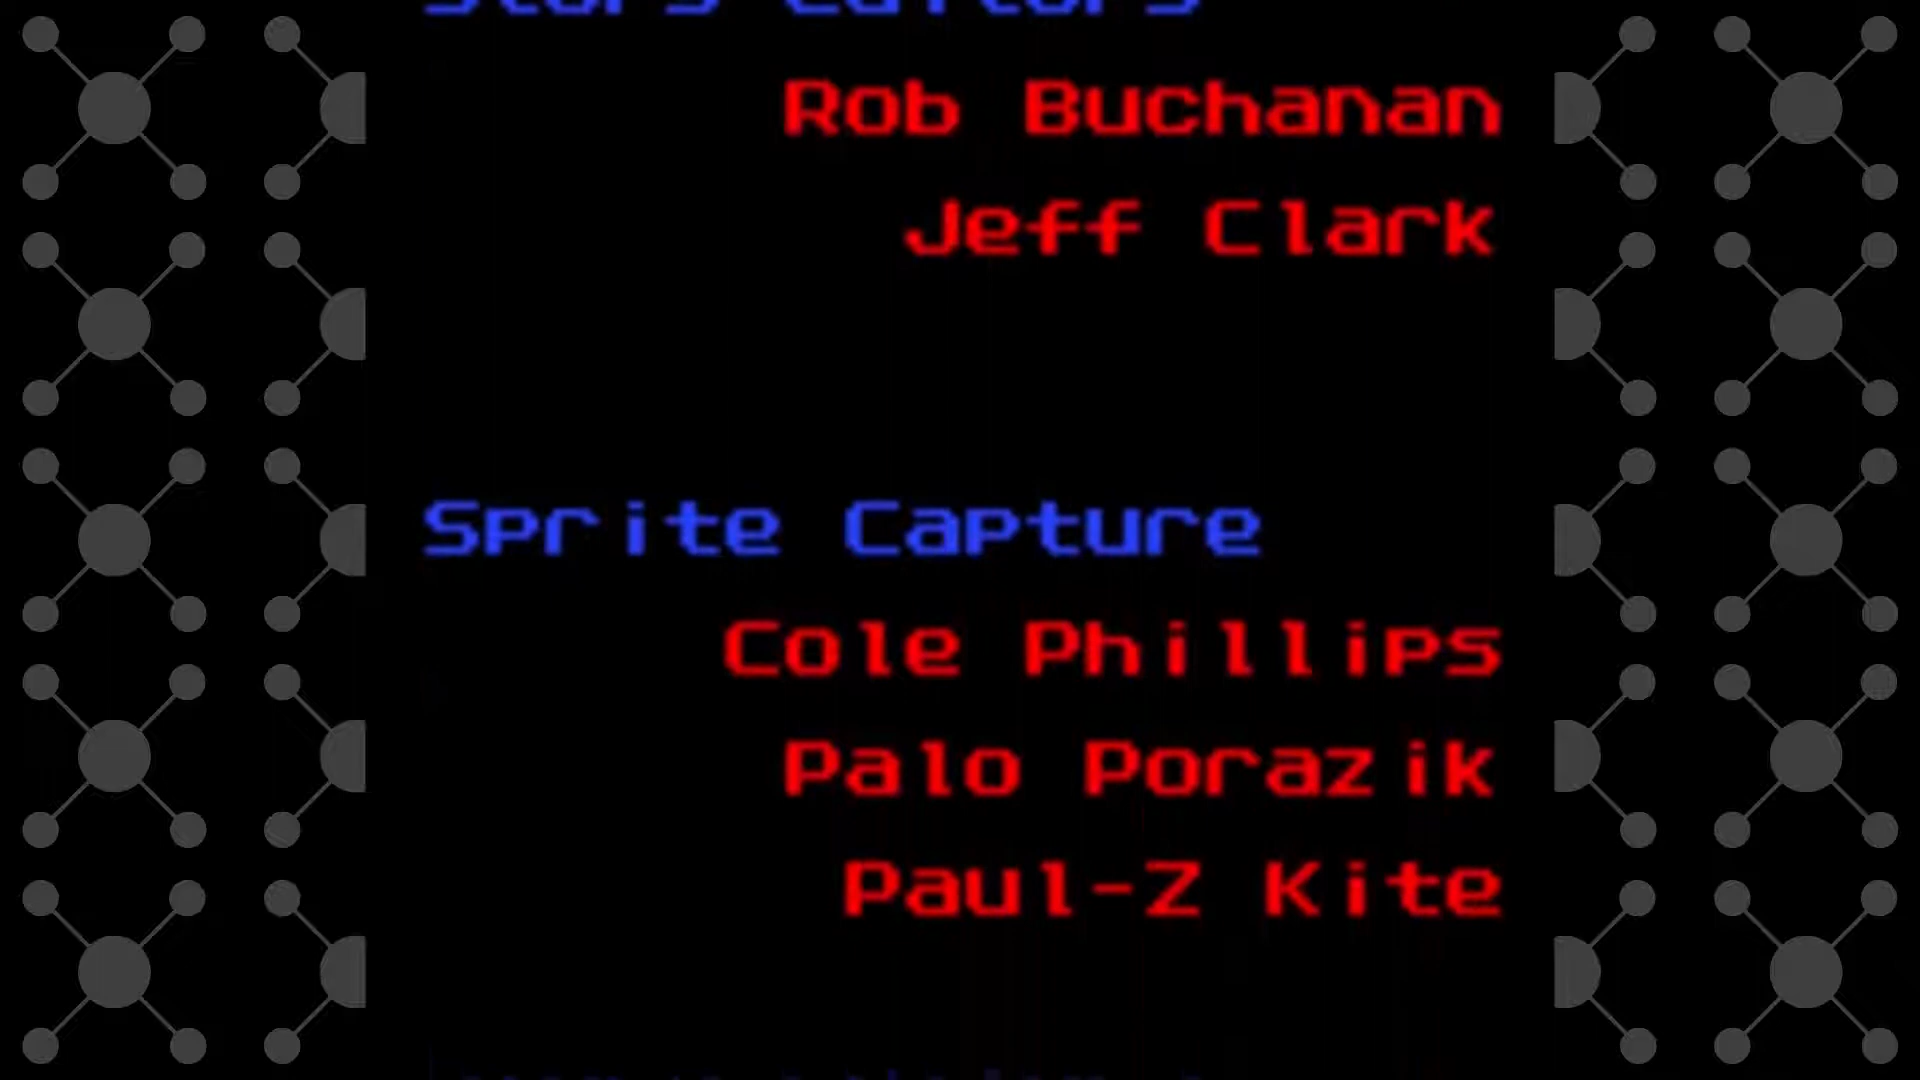 Rob Buchanan
Jeff Clark
Sprite Capture
Cole Phillips
Palo Porazik
Paul-Z Kite